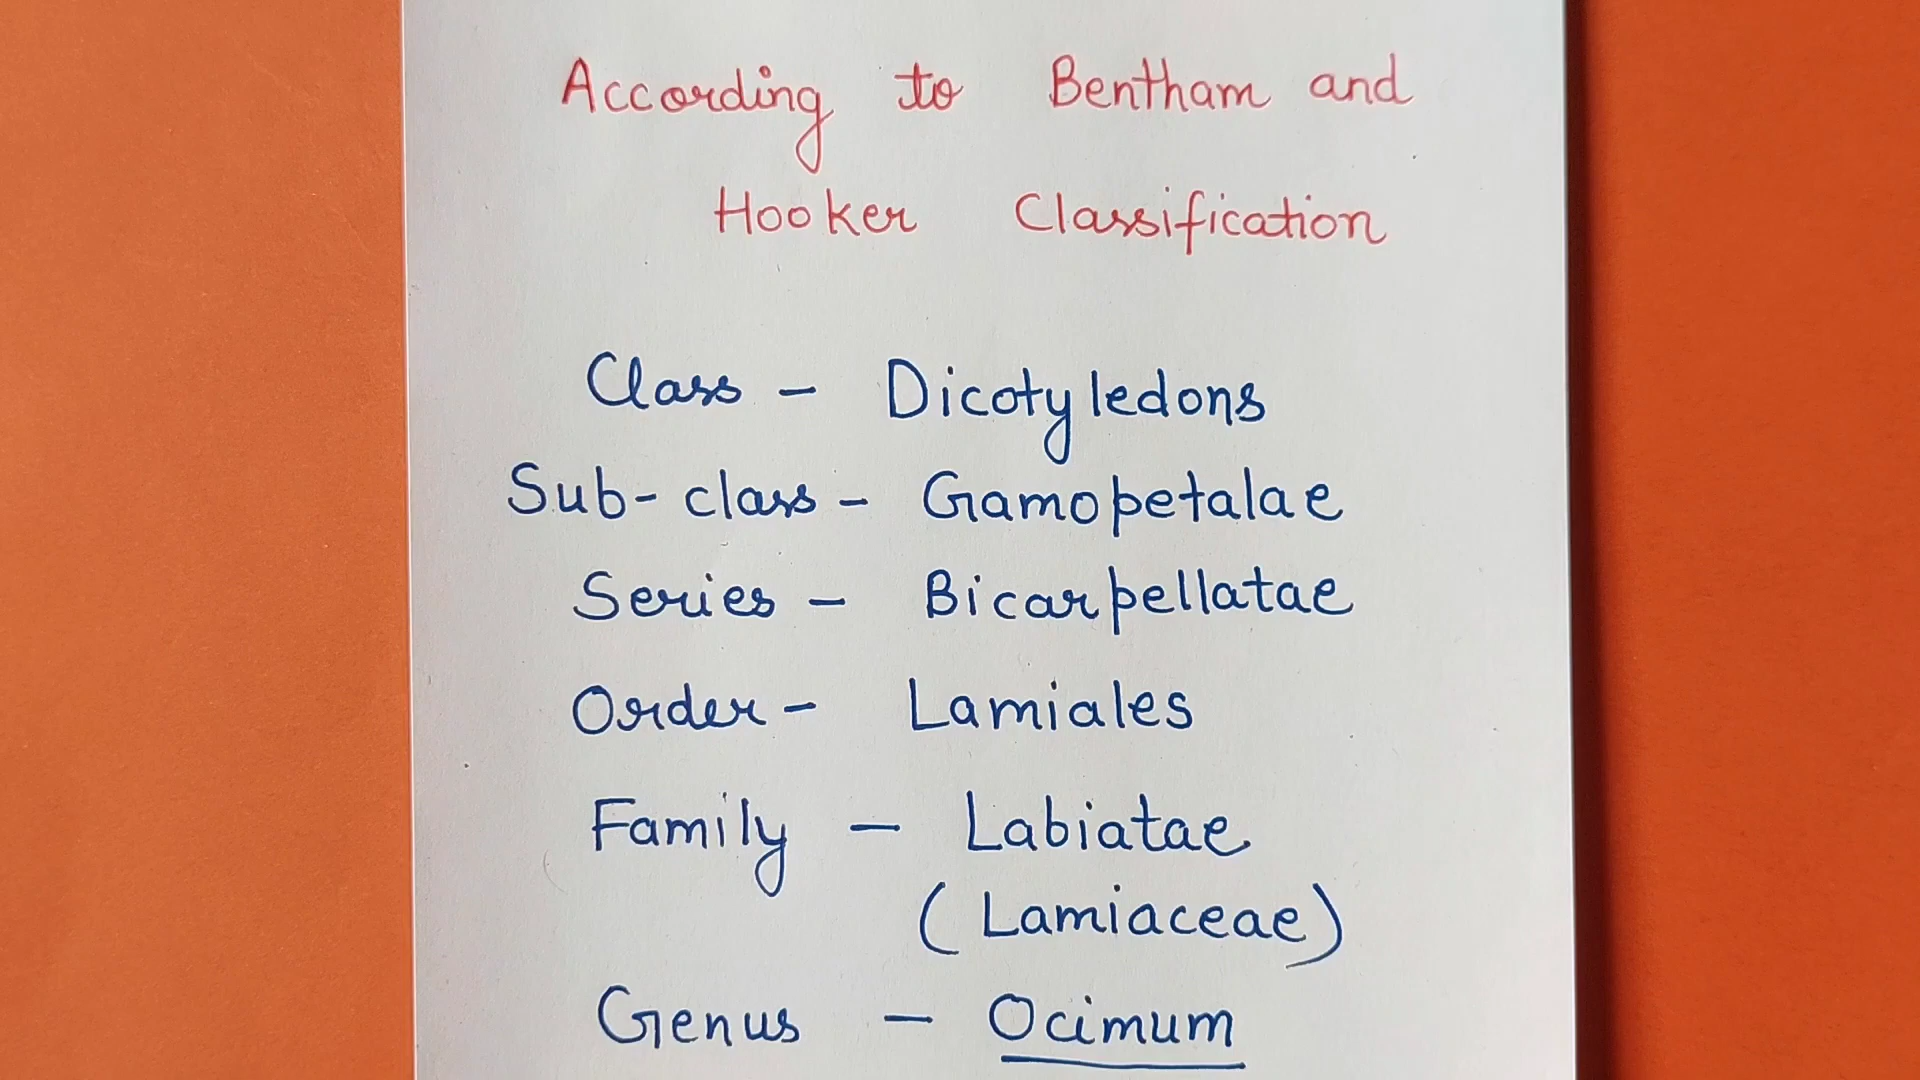 According to Bentham and
Hooker Classification
Class - Dicotyledons
Sub-class - Gamopetalae
Series - Bicarpellatae
Order - Lamiales
Family - Labiatae
(Lamiaceae)
Genus - Ocimum